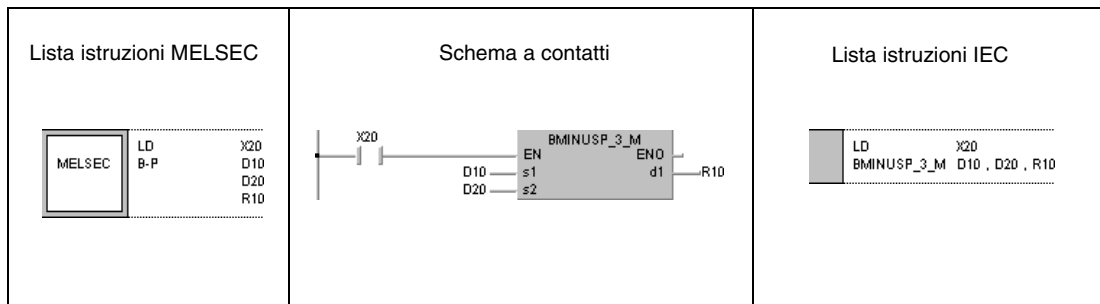 Lista istruzioni MELSEC
Schema a contatti
Lista istruzioni IEC
MELSEC
LD X20
B-P D10
D20
R10
X20
BMINUSP_3_M
EN ENO
D10 s1 d1 R10
D20 s2
LD X20
BMINUSP_3_M D10 , D20 , R10